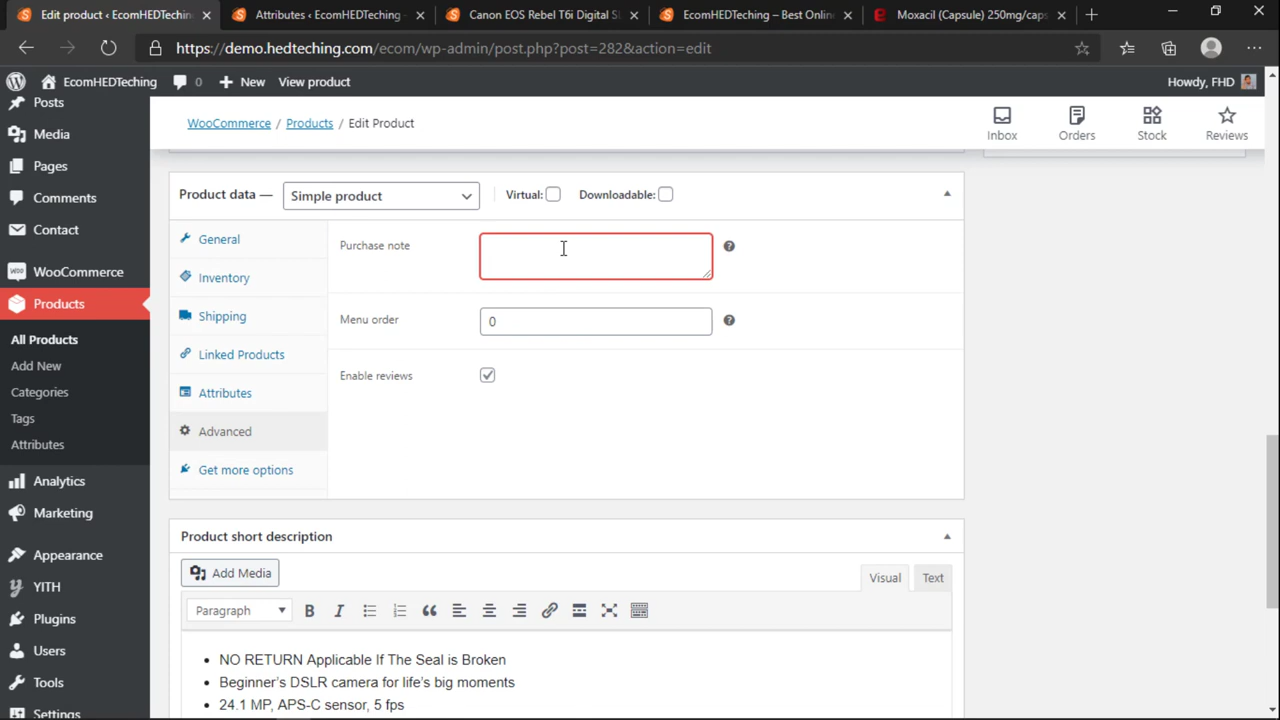 Edit product ‹ EcomHEDTeching
Attributes ‹ EcomHEDTeching -
Canon EOS Rebel T6i Digital S
EcomHEDTeching – Best Online
Moxacil (Capsule) 250mg/caps
https://demo.hedteching.com/ecom/wp-admin/post.php?post=282&action=edit
EcomHEDTeching
0
New
View product
Howdy, FHD
Posts
Media
Pages
Comments
Contact
WooCommerce
Products
All Products
Add New
Categories
Tags
Attributes
Analytics
Marketing
Appearance
YITH
Plugins
Users
Tools
Settings
WooCommerce / Products / Edit Product
Inbox
Orders
Stock
Reviews
Product data —
Simple product
Virtual:
Downloadable:
General
Inventory
Shipping
Linked Products
Attributes
Advanced
Get more options
Purchase note
Menu order
0
Enable reviews
Product short description
Add Media
Visual
Text
Paragraph
B
I
• NO RETURN Applicable If The Seal is Broken
• Beginner's DSLR camera for life's big moments
• 24.1 MP, APS-C sensor, 5 fps